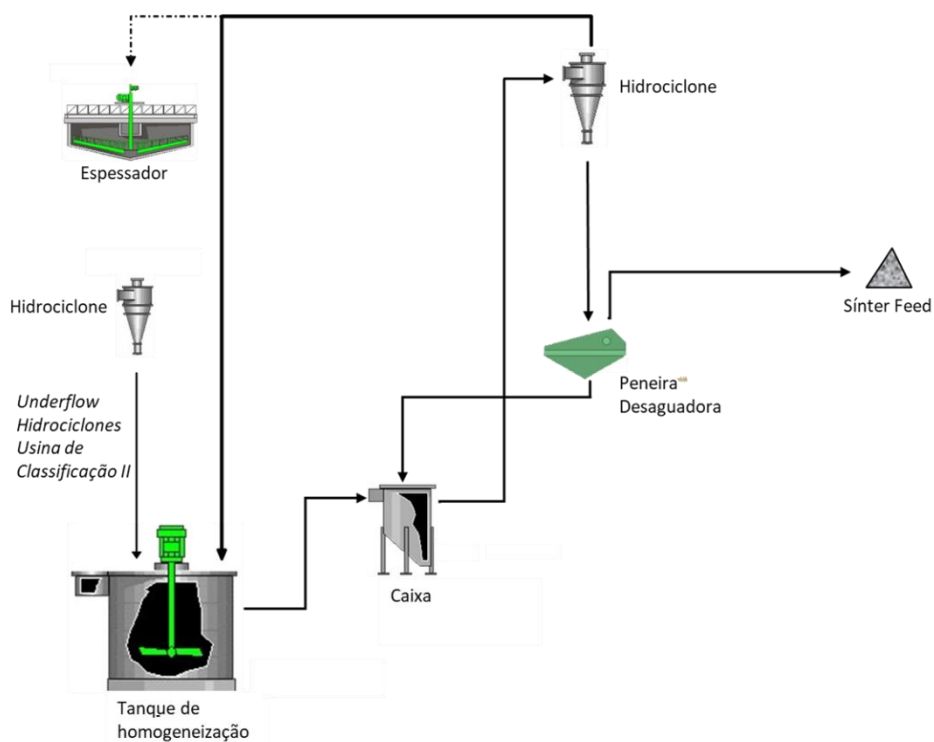 Hidrociclone
Espessador
Hidrociclone
Sínter Feed
Peneira
Desaguadora
Underflow
Hidrociclones
Usina de
Classificação II
Caixa
Tanque de
homogeneização